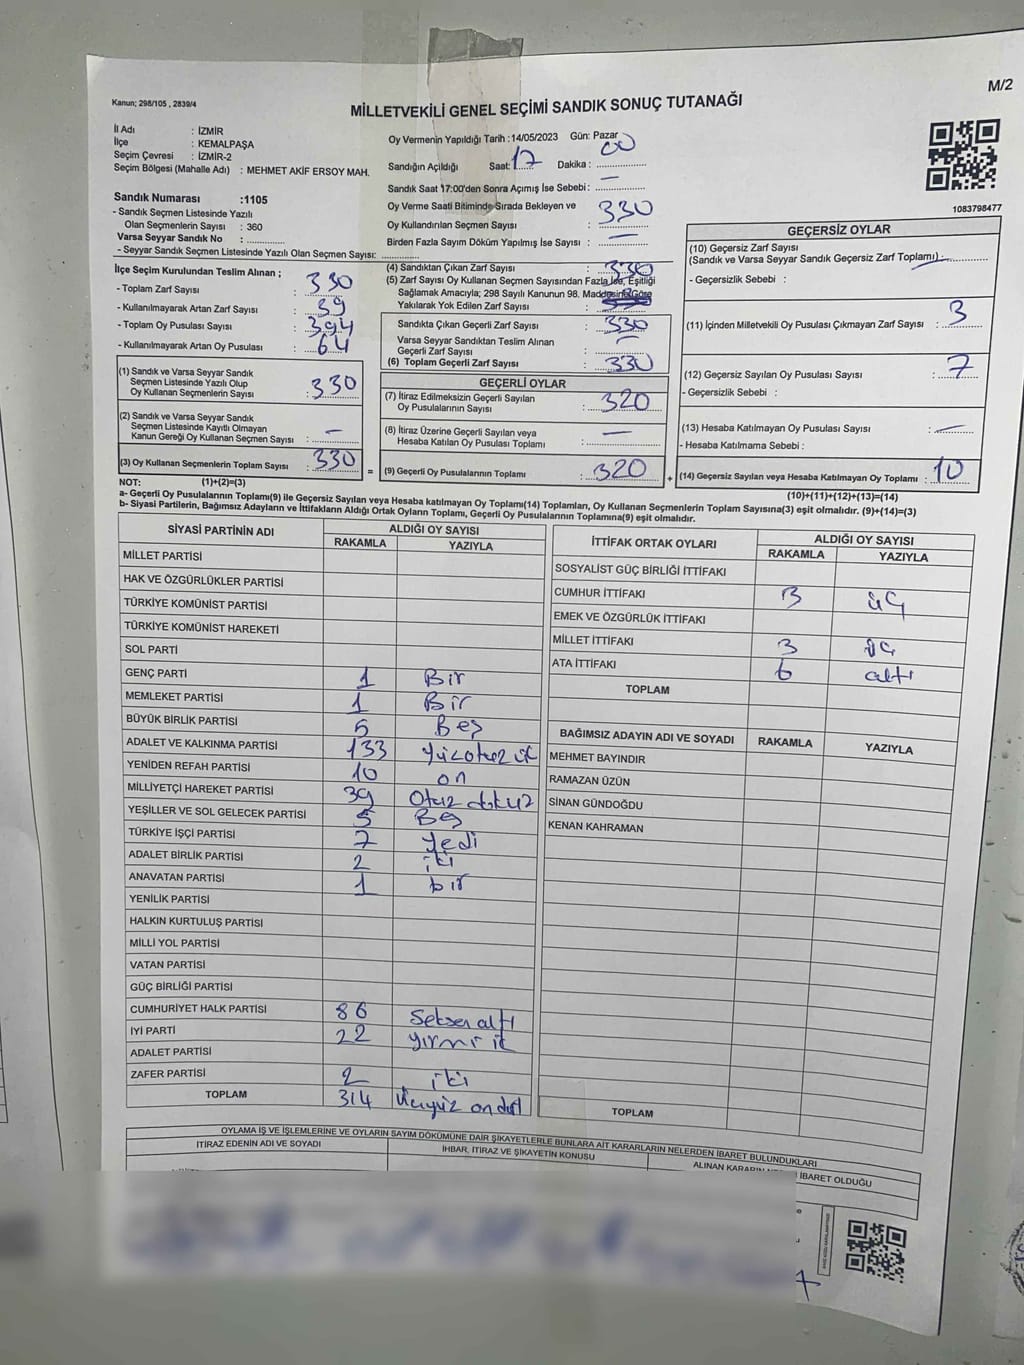 M/2
Kanun; 298/105 , 2839/4
MİLLETVEKİLİ GENEL SEÇİMİ SANDIK SONUÇ TUTANAĞI
İl Adı : İZMİR
İlçe : KEMALPAŞA
Seçim Çevresi : İZMİR-2
Seçim Bölgesi (Mahalle Adı) : MEHMET AKİF ERSOY MAH.
Oy Vermenin Yapıldığı Tarih :14/05/2023 Gün: Pazar
Sandığın Açıldığı Saat: 17 Dakika : 00
Sandık Saat 17:00'den Sonra Açımış İse Sebebi: —
Oy Verme Saati Bitiminde Sırada Bekleyen ve
Oy Kullandırılan Seçmen Sayısı : 330
Birden Fazla Sayım Döküm Yapılmış İse Sayısı : —
1083798477
Sandık Numarası :1105
- Sandık Seçmen Listesinde Yazılı
Olan Seçmenlerin Sayısı : 360
Varsa Seyyar Sandık No :
- Seyyar Sandık Seçmen Listesinde Yazılı Olan Seçmen Sayısı:
İlçe Seçim Kurulundan Teslim Alınan ;
- Toplam Zarf Sayısı : 330
- Kullanılmayarak Artan Zarf Sayısı : 39
- Toplam Oy Pusulası Sayısı : 394
- Kullanılmayarak Artan Oy Pusulası : 64
(1) Sandık ve Varsa Seyyar Sandık
Seçmen Listesinde Yazılı Olup
Oy Kullanan Seçmenlerin Sayısı : 330
(2) Sandık ve Varsa Seyyar Sandık
Seçmen Listesinde Kayıtlı Olmayan
Kanun Gereği Oy Kullanan Seçmen Sayısı : —
(3) Oy Kullanan Seçmenlerin Toplam Sayısı : 330
(4) Sandıktan Çıkan Zarf Sayısı : 330
(5) Zarf Sayısı Oy Kullanan Seçmen Sayısından Fazla İse, Eşitliği
Sağlamak Amacıyla; 298 Sayılı Kanunun 98. Maddesine Göre
Yakılarak Yok Edilen Zarf Sayısı :
Sandıkta Çıkan Geçerli Zarf Sayısı : 330
Varsa Seyyar Sandıktan Teslim Alınan
Geçerli Zarf Sayısı : —
(6) Toplam Geçerli Zarf Sayısı : 330
GEÇERLİ OYLAR
(7) İtiraz Edilmeksizin Geçerli Sayılan
Oy Pusulalarının Sayısı : 320
(8) İtiraz Üzerine Geçerli Sayılan veya
Hesaba Katılan Oy Pusulası Toplamı : —
= (9) Geçerli Oy Pusulalarının Toplamı : 320
GEÇERSİZ OYLAR
(10) Geçersiz Zarf Sayısı
(Sandık ve Varsa Seyyar Sandık Geçersiz Zarf Toplamı) : —
- Geçersizlik Sebebi :
(11) İçinden Milletvekili Oy Pusulası Çıkmayan Zarf Sayısı : 3
(12) Geçersiz Sayılan Oy Pusulası Sayısı : 7
- Geçersizlik Sebebi :
(13) Hesaba Katılmayan Oy Pusulası Sayısı : —
- Hesaba Katılmama Sebebi :
+ (14) Geçersiz Sayılan veya Hesaba Katılmayan Oy Toplamı : 10
NOT: (1)+(2)=(3)
(10)+(11)+(12)+(13)=(14)
a- Geçerli Oy Pusulalarının Toplamı(9) ile Geçersiz Sayılan veya Hesaba katılmayan Oy Toplamı(14) Toplamları, Oy Kullanan Seçmenlerin Toplam Sayısına(3) eşit olmalıdır. (9)+(14)=(3)
b- Siyasi Partilerin, Bağımsız Adayların ve İttifakların Aldığı Ortak Oyların Toplamı, Geçerli Oy Pusulalarının Toplamına(9) eşit olmalıdır.
SİYASİ PARTİNİN ADI ALDIĞI OY SAYISI
RAKAMLA YAZIYLA
MİLLET PARTİSİ
HAK VE ÖZGÜRLÜKLER PARTİSİ
TÜRKİYE KOMÜNİST PARTİSİ
TÜRKİYE KOMÜNİST HAREKETİ
SOL PARTİ
GENÇ PARTİ 1 Bir
MEMLEKET PARTİSİ 1 Bir
BÜYÜK BİRLİK PARTİSİ 5 Beş
ADALET VE KALKINMA PARTİSİ 133 Yüzotuz üç
YENİDEN REFAH PARTİSİ 10 on
MİLLİYETÇİ HAREKET PARTİSİ 39 Otuz dokuz
YEŞİLLER VE SOL GELECEK PARTİSİ 5 Beş
TÜRKİYE İŞÇİ PARTİSİ 7 Yedi
ADALET BİRLİK PARTİSİ 2 iki
ANAVATAN PARTİSİ 1 bir
YENİLİK PARTİSİ
HALKIN KURTULUŞ PARTİSİ
MİLLİ YOL PARTİSİ
VATAN PARTİSİ
GÜÇ BİRLİĞİ PARTİSİ
CUMHURİYET HALK PARTİSİ 86 Seksen altı
İYİ PARTİ 22 yirmi iki
ADALET PARTİSİ
ZAFER PARTİSİ 2 iki
TOPLAM 314 Üçyüz on dört
İTTİFAK ORTAK OYLARI ALDIĞI OY SAYISI
RAKAMLA YAZIYLA
SOSYALİST GÜÇ BİRLİĞİ İTTİFAKI
CUMHUR İTTİFAKI 3 üç
EMEK VE ÖZGÜRLÜK İTTİFAKI
MİLLET İTTİFAKI 3 üç
ATA İTTİFAKI 6 altı
TOPLAM
BAĞIMSIZ ADAYIN ADI VE SOYADI RAKAMLA YAZIYLA
MEHMET BAYINDIR
RAMAZAN ÜZÜN
SİNAN GÜNDOĞDU
KENAN KAHRAMAN
TOPLAM
OYLAMA İŞ VE İŞLEMLERİNE VE OYLARIN SAYIM DÖKÜMÜNE DAİR ŞİKAYETLERLE BUNLARA AİT KARARLARIN NELERDEN İBARET BULUNDUKLARI
İTİRAZ EDENİN ADI VE SOYADI İHBAR, İTİRAZ VE ŞİKAYETİN KONUSU ALINAN KARARIN İBARET OLDUĞU